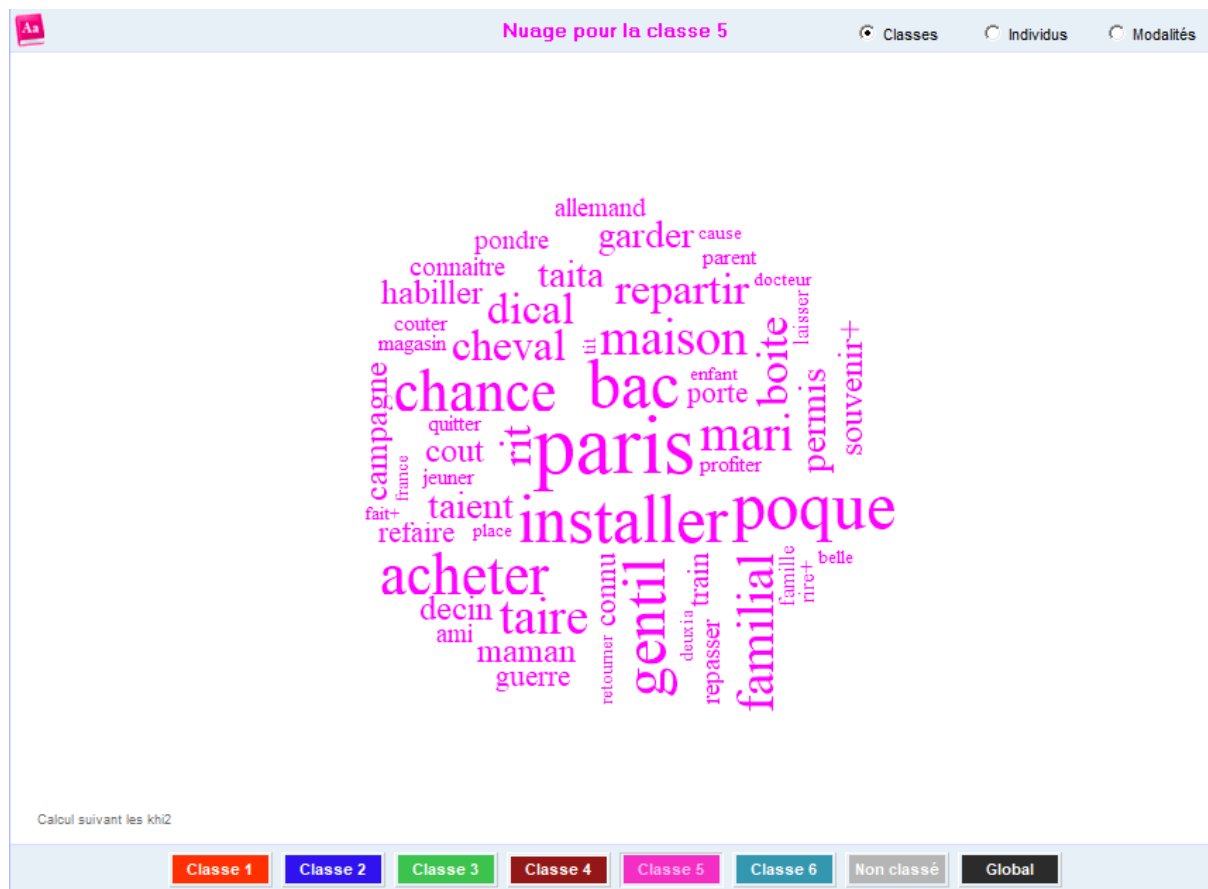 Aa
Nuage pour la classe 5
Classes
Individus
Modalités
allemand
pondre
garder
cause
connaitre
taita
parent
habiller
dical
repartir
docteur
couter
magasin
cheval
tit
maison
boite
laisser
souvenir+
campagne
chance
bac
enfant
porte
permis
quitter
cout
rit
paris
mari
profiter
france
jeuner
fait+
taient
refaire
place
installer
poque
acheter
decin
taire
connu
gentil
train
familial
famille
rire+
belle
ami
maman
guerre
retourner
deuxia
repasser
Calcul suivant les khi2
Classe 1
Classe 2
Classe 3
Classe 4
Classe 5
Classe 6
Non classé
Global